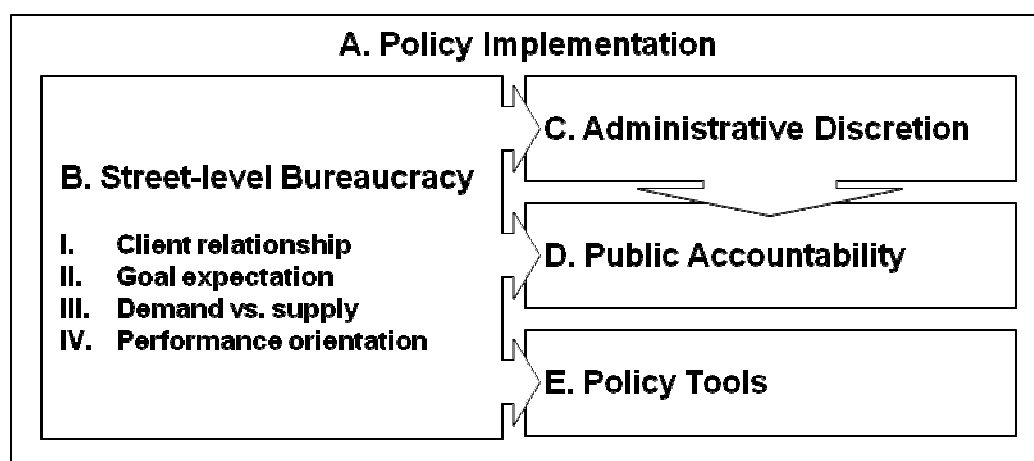 A. Policy Implementation
B. Street-level Bureaucracy
I. Client relationship
II. Goal expectation
III. Demand vs. supply
IV. Performance orientation
C. Administrative Discretion
D. Public Accountability
E. Policy Tools